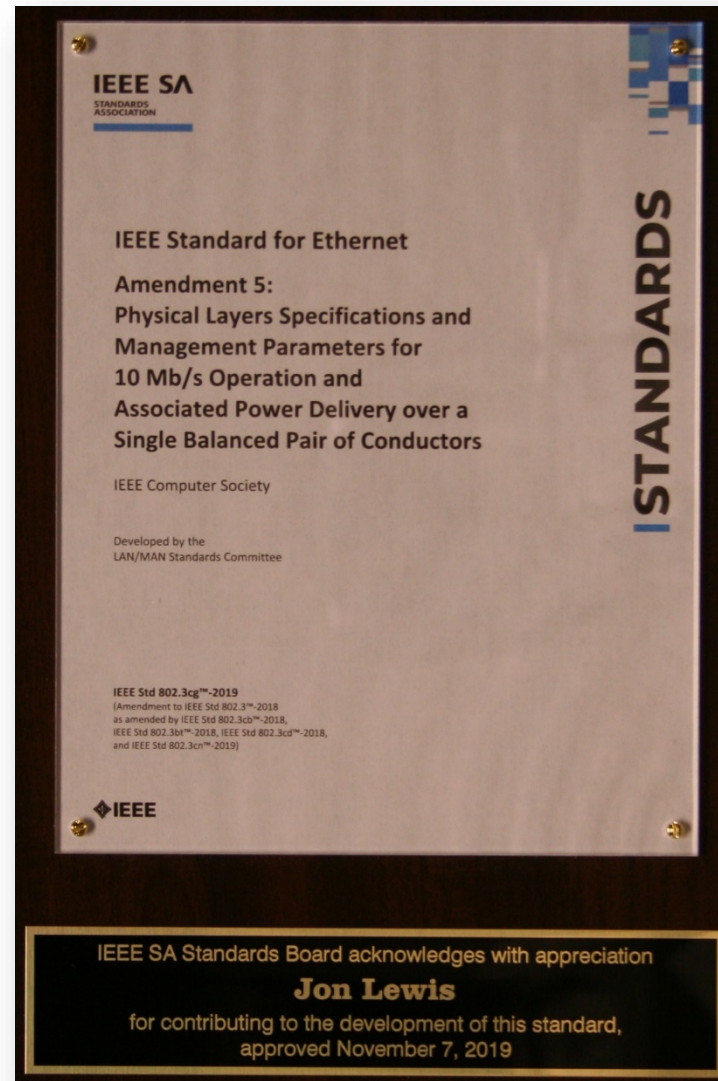 IEEE SA
STANDARDS
ASSOCIATION
STANDARDS
IEEE Standard for Ethernet
Amendment 5:
Physical Layers Specifications and
Management Parameters for
10 Mb/s Operation and
Associated Power Delivery over a
Single Balanced Pair of Conductors
IEEE Computer Society
Developed by the
LAN/MAN Standards Committee
IEEE Std 802.3cg™-2019
(Amendment to IEEE Std 802.3™-2018
as amended by IEEE Std 802.3cb™-2018,
IEEE Std 802.3bt™-2018, IEEE Std 802.3cd™-2018,
and IEEE Std 802.3cn™-2019)
IEEE
IEEE SA Standards Board acknowledges with appreciation
Jon Lewis
for contributing to the development of this standard,
approved November 7, 2019